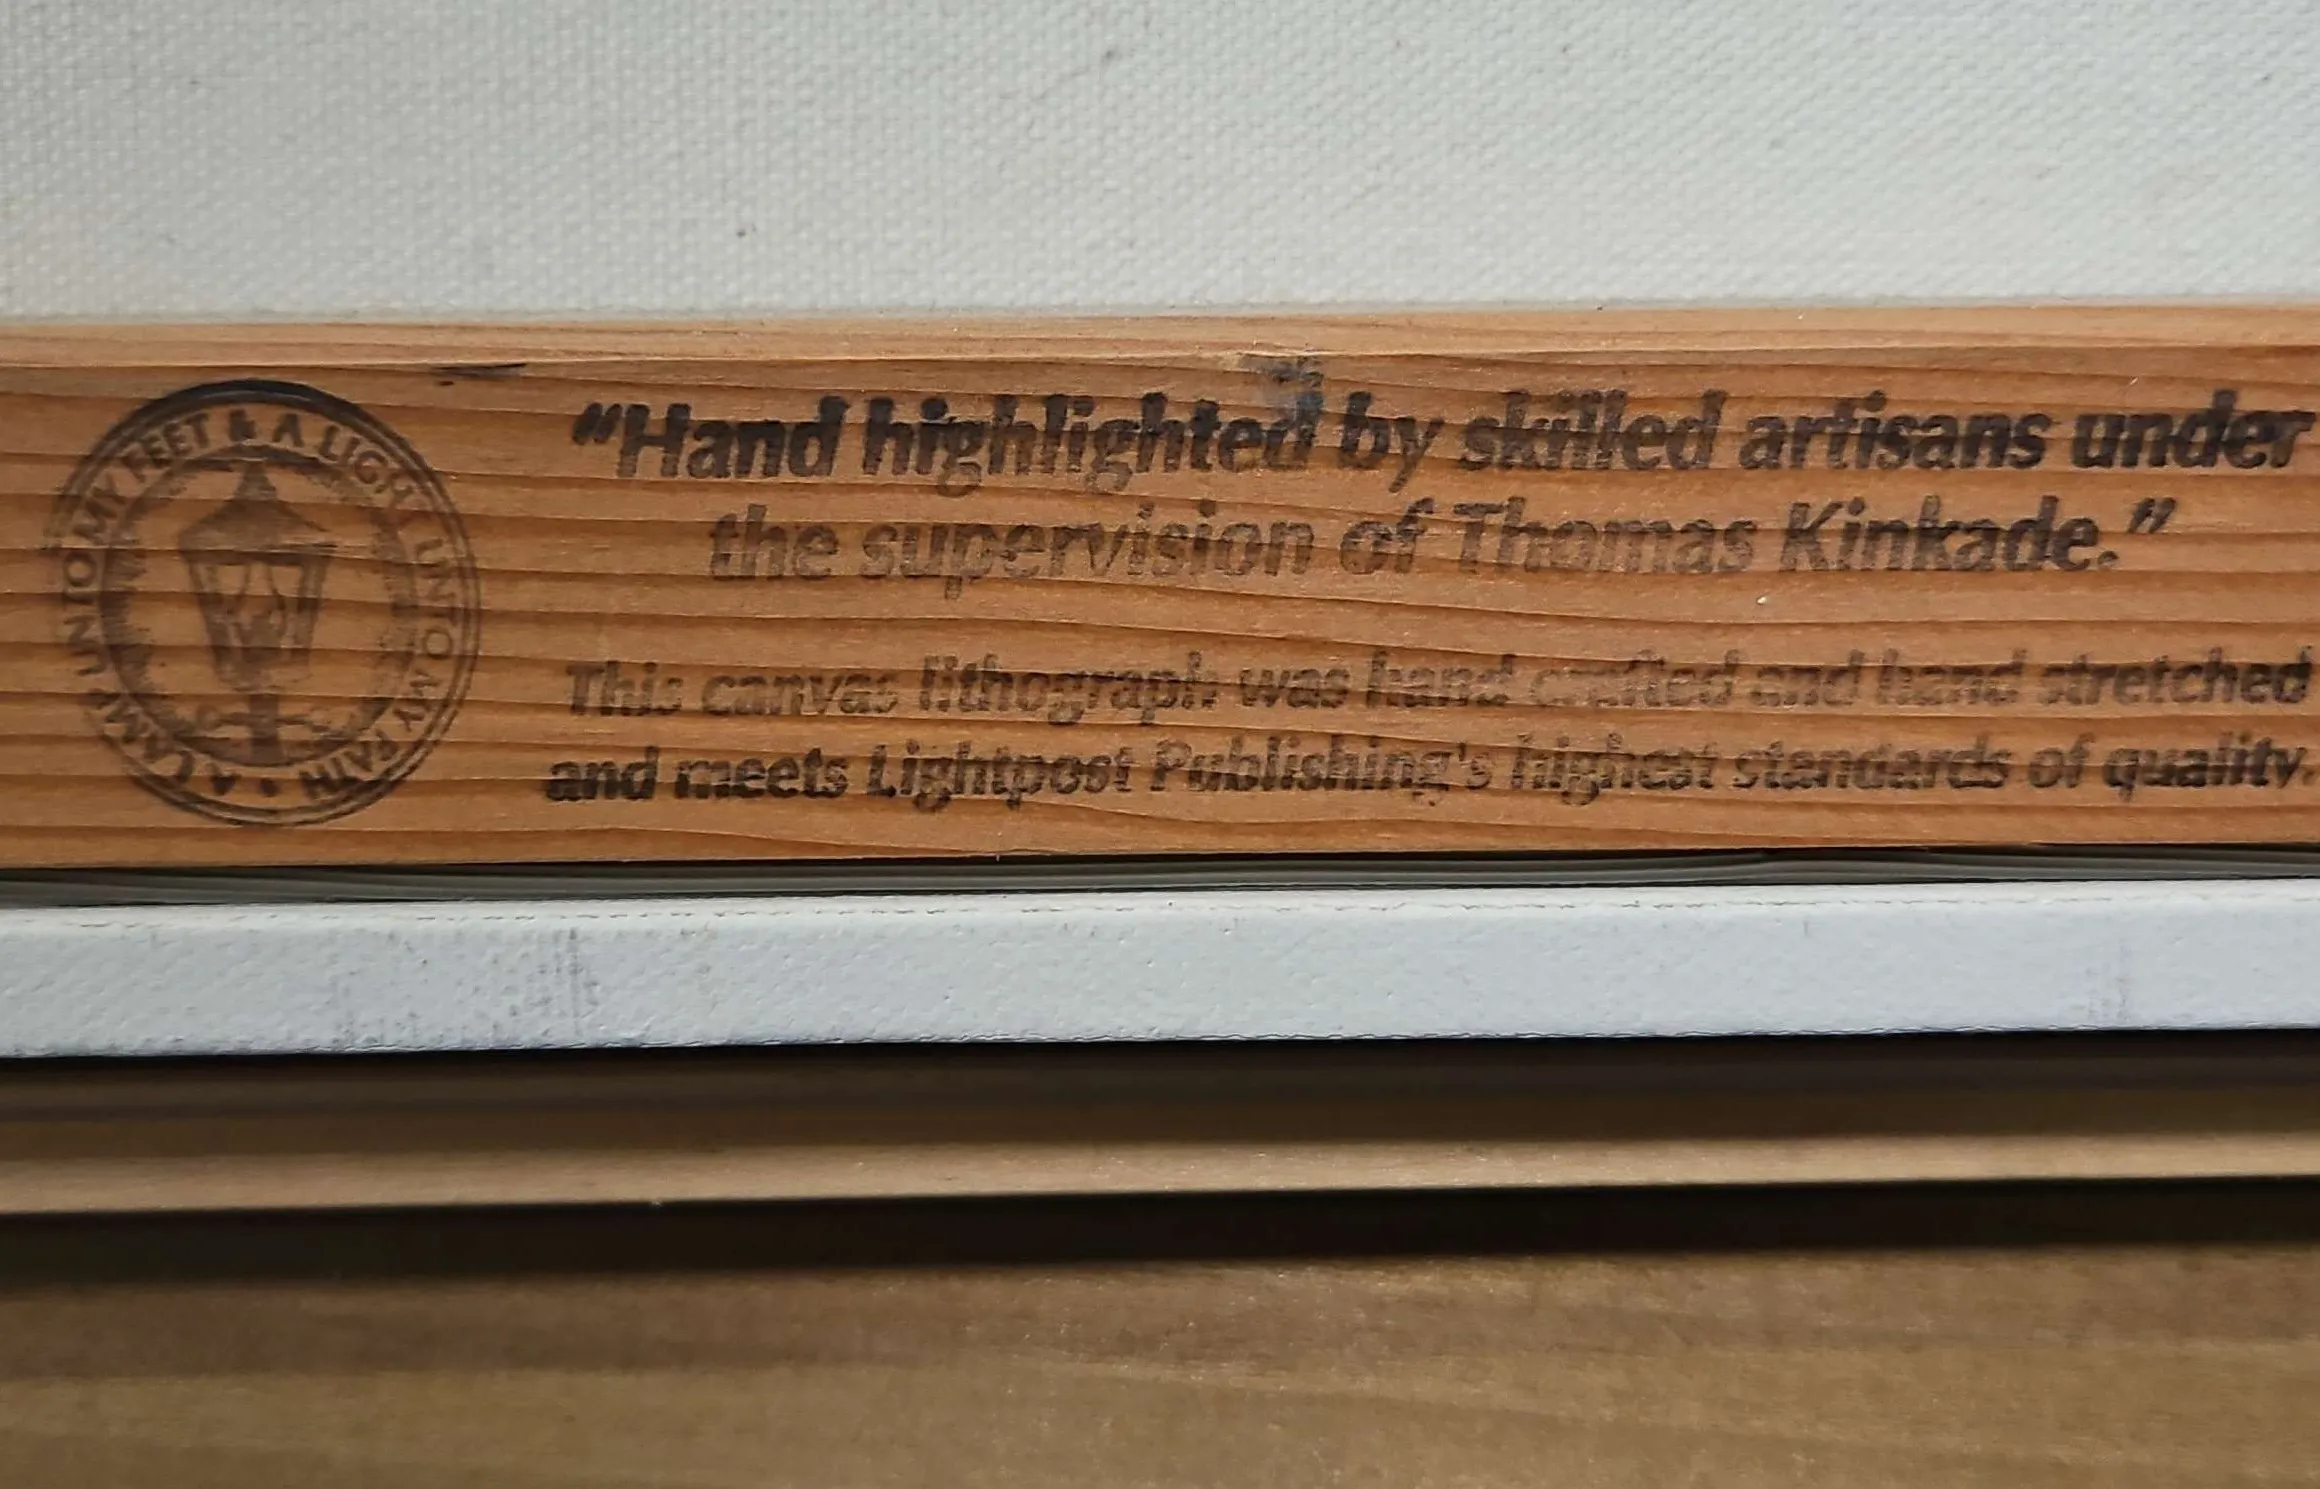 A LAMP UNTO MY FEET & A LIGHT UNTO MY PATH •
“Hand highlighted by skilled artisans under
the supervision of Thomas Kinkade.”
This canvas lithograph was hand crafted and hand stretched
and meets Lightpost Publishing's highest standards of quality.